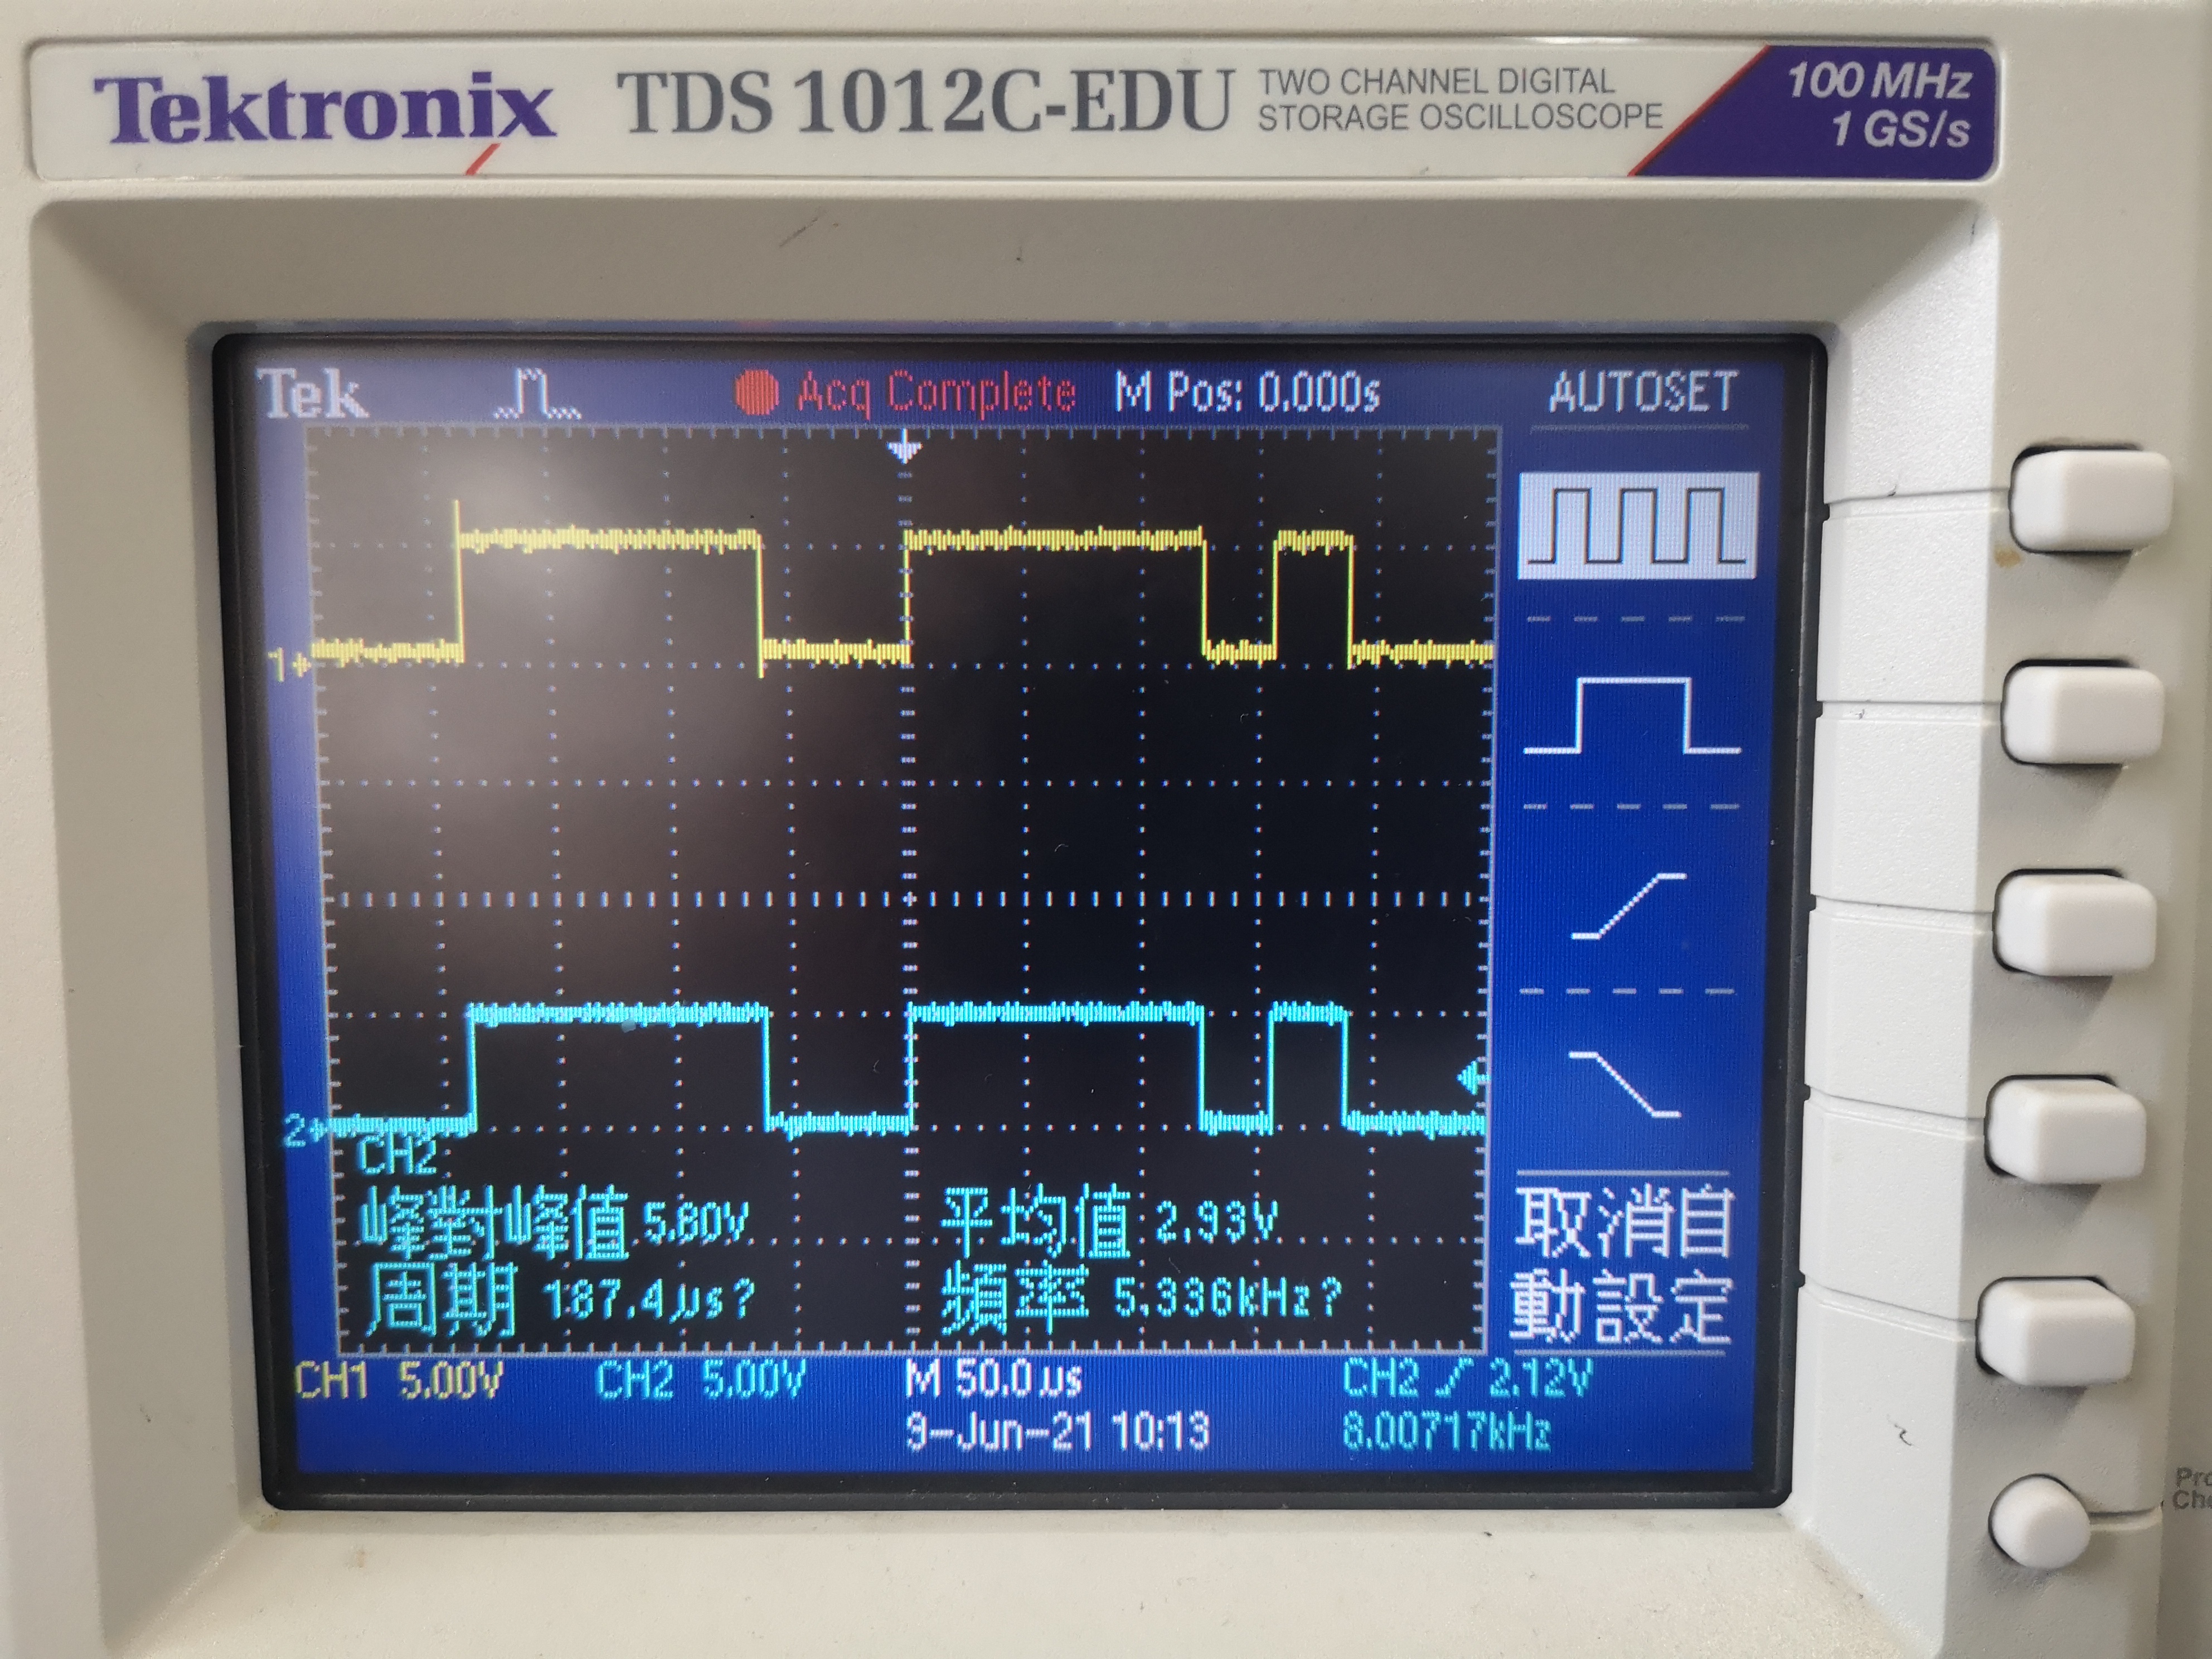 Tektronix TDS 1012C-EDU TWO CHANNEL DIGITAL STORAGE OSCILLOSCOPE
100 MHz
1 GS/s
Tek Acq Complete M Pos: 0.000s AUTOSET
1
2
CH2
峰對峰值 5.80V 平均值 2.93V
周期 187.4µs? 頻率 5.336kHz?
取消自
動設定
CH1 5.00V CH2 5.00V M 50.0µs CH2 2.12V
9-Jun-21 10:13 8.00717kHz